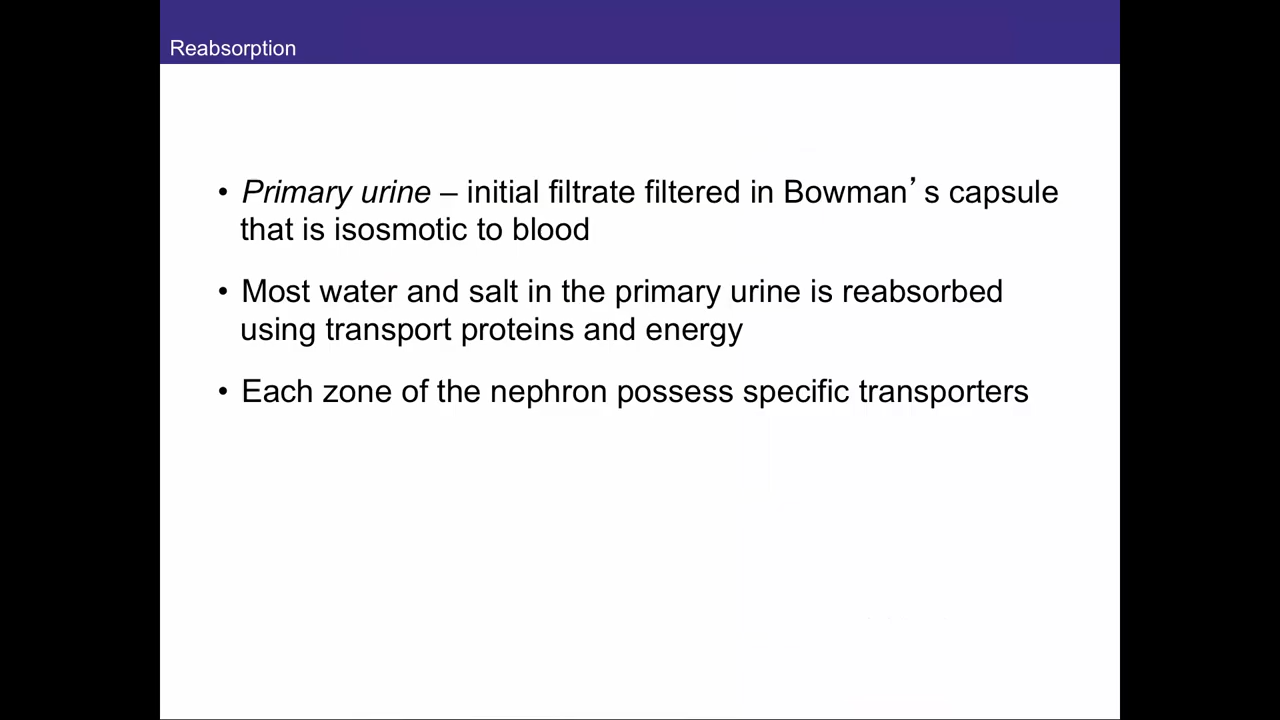 Reabsorption
• Primary urine – initial filtrate filtered in Bowman’s capsule
that is isosmotic to blood
• Most water and salt in the primary urine is reabsorbed
using transport proteins and energy
• Each zone of the nephron possess specific transporters